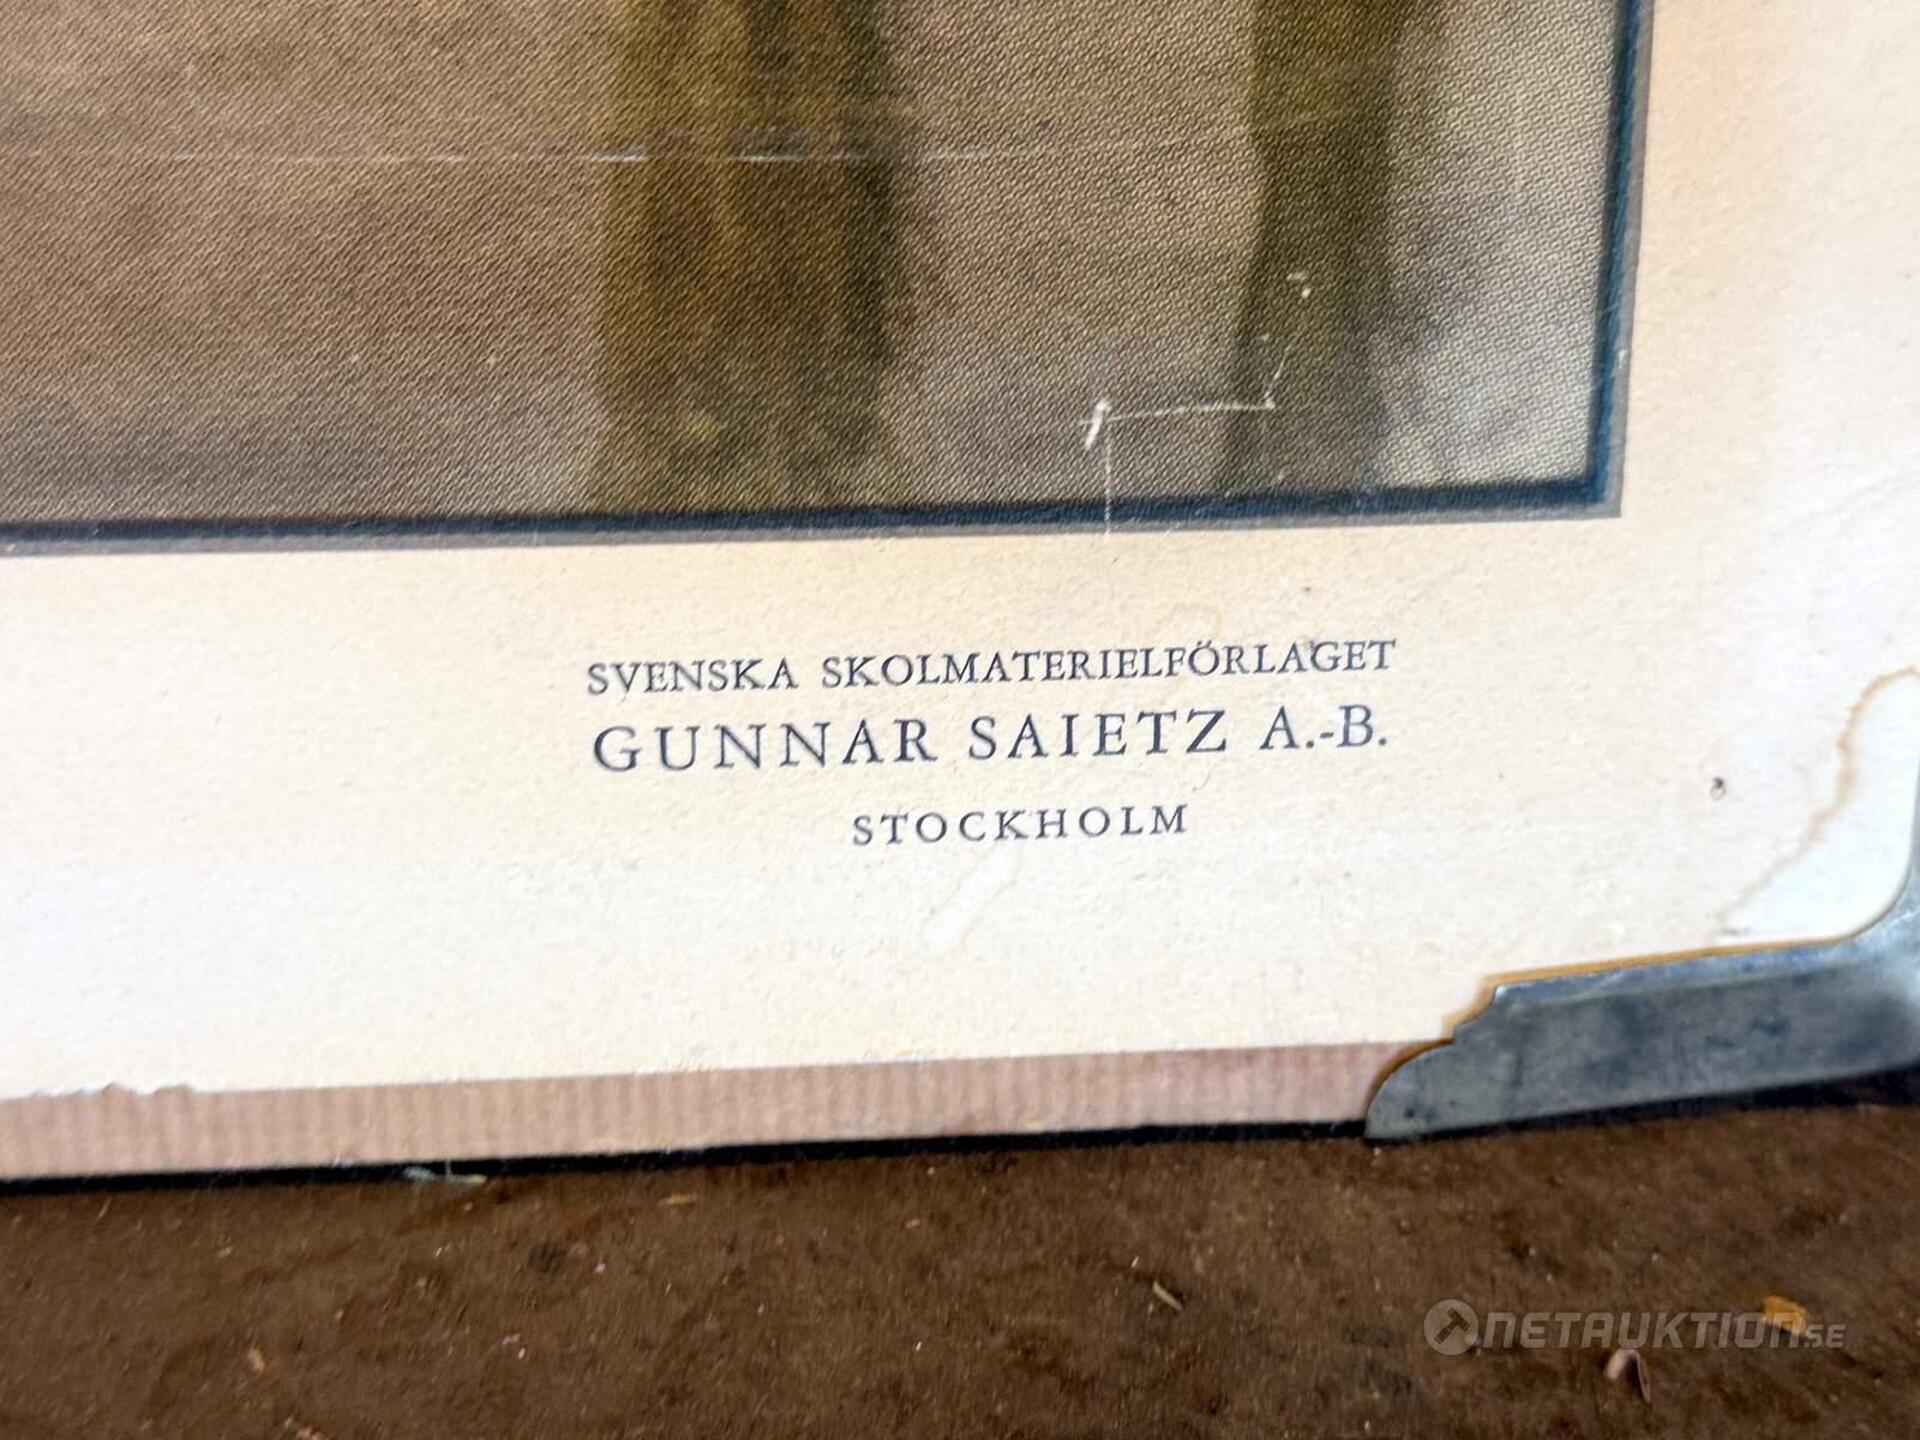 SVENSKA SKOLMATERIELFÖRLAGET
GUNNAR SAIETZ A.-B.
STOCKHOLM
NETAUKTION.SE